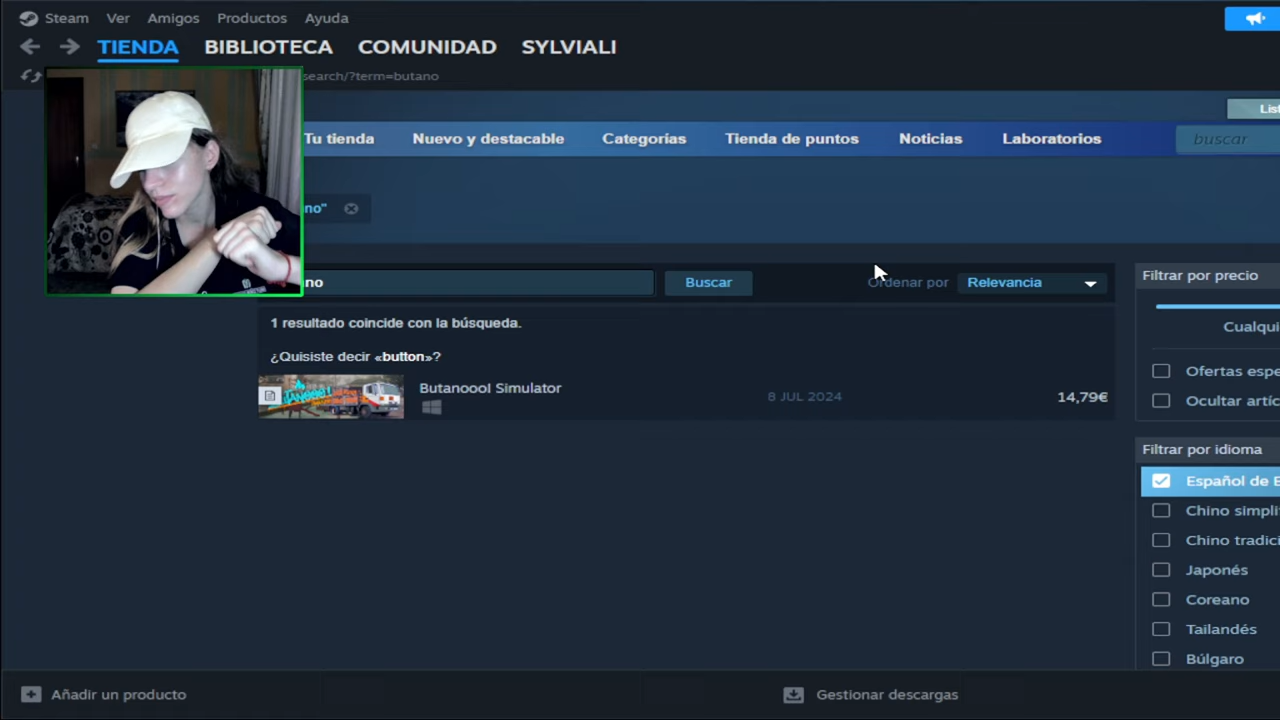 Steam Ver Amigos Productos Ayuda
TIENDA BIBLIOTECA COMUNIDAD SYLVIALI
search/?term=butano
List
Tu tienda Nuevo y destacable Categorías Tienda de puntos Noticias Laboratorios buscar
no"
no Buscar Ordenar por Relevancia
Filtrar por precio
1 resultado coincide con la búsqueda.
Cualqui
¿Quisiste decir «button»?
Ofertas espe
Butanoool Simulator 8 JUL 2024 14,79€
Ocultar artíc
Filtrar por idioma
Español de E
Chino simpli
Chino tradici
Japonés
Coreano
Tailandés
Búlgaro
Añadir un producto Gestionar descargas